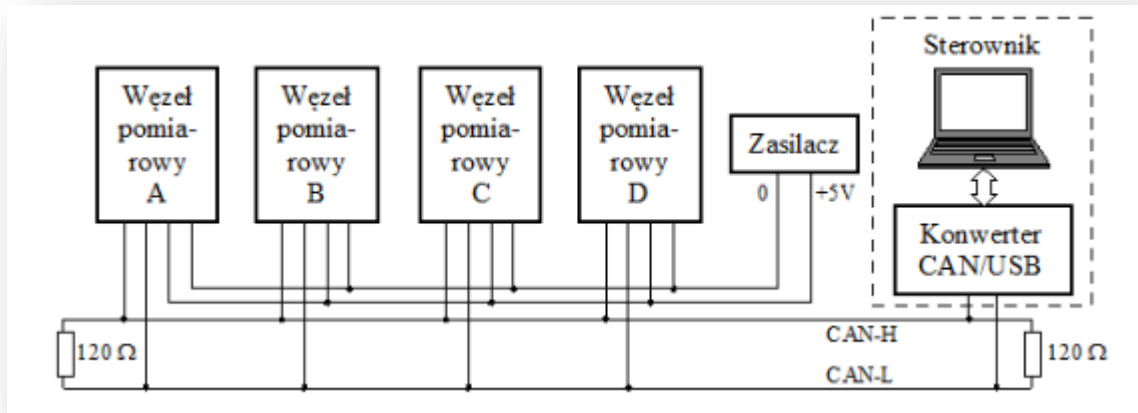 Węzeł
pomia-
rowy
A
Węzeł
pomia-
rowy
B
Węzeł
pomia-
rowy
C
Węzeł
pomia-
rowy
D
Zasilacz
0
+5V
Sterownik
Konwerter
CAN/USB
120 Ω
CAN-H
CAN-L
120 Ω